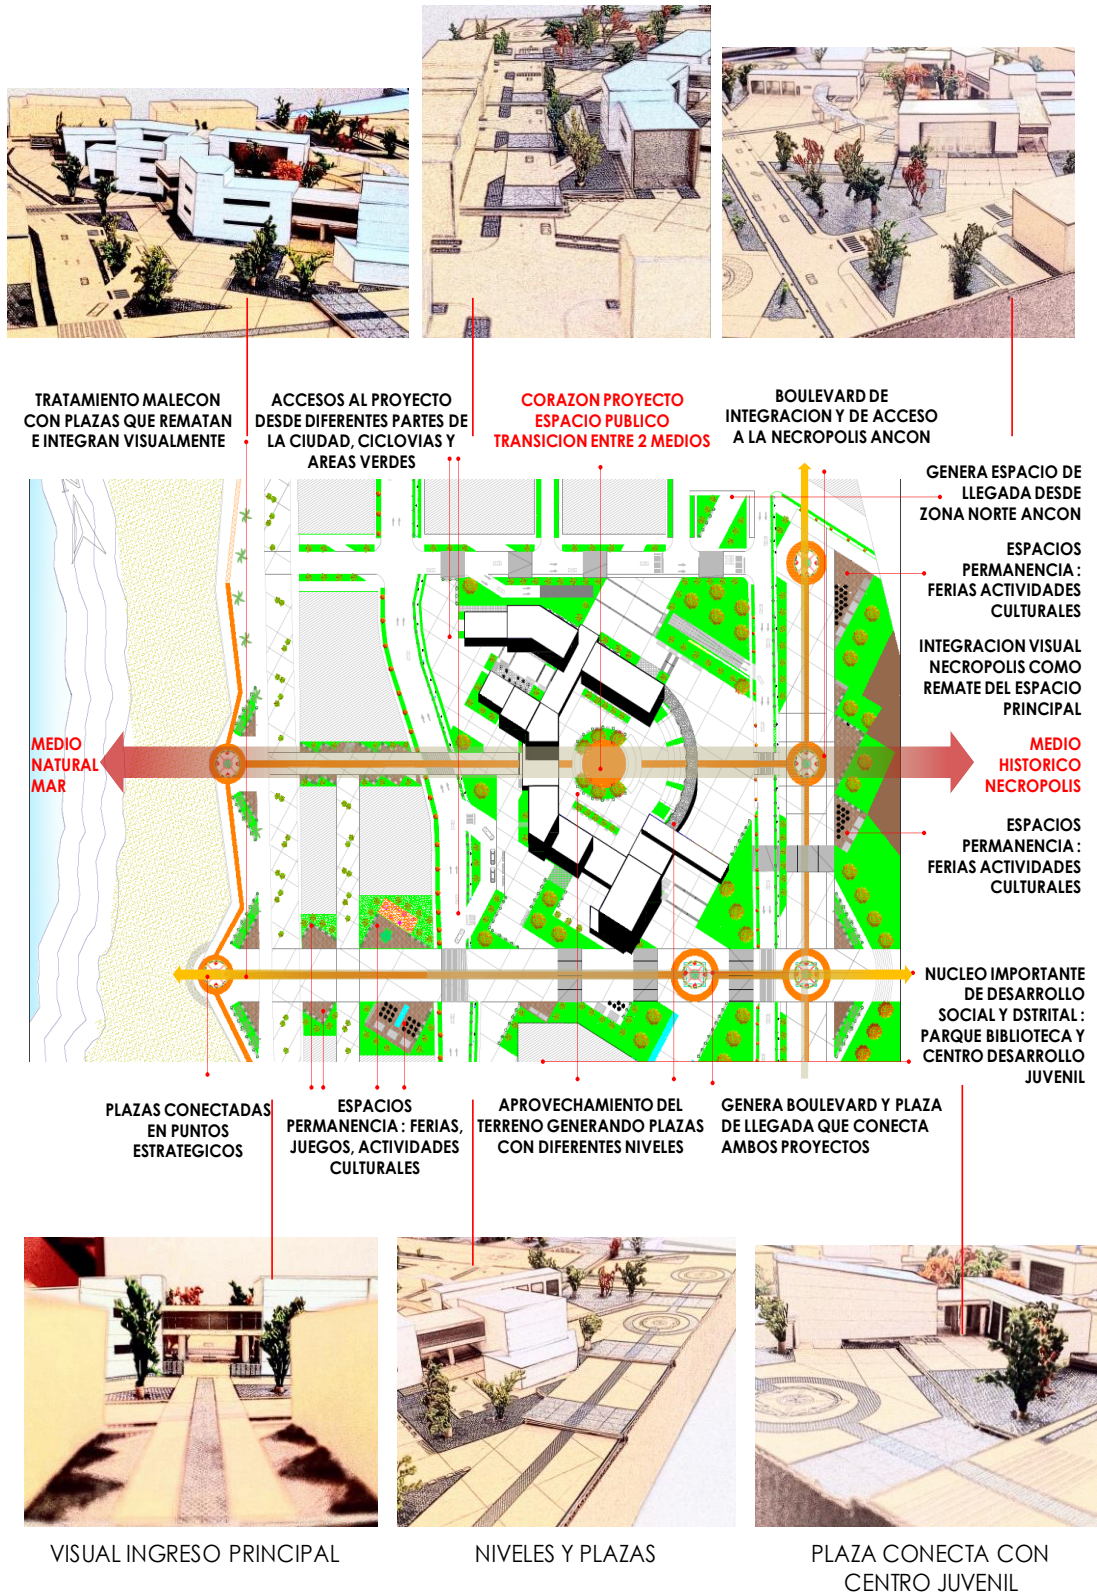 TRATAMIENTO MALECON
CON PLAZAS QUE REMATAN
E INTEGRAN VISUALMENTE
ACCESOS AL PROYECTO
DESDE DIFERENTES PARTES DE
LA CIUDAD, CICLOVIAS Y
AREAS VERDES
CORAZON PROYECTO
ESPACIO PUBLICO
TRANSICION ENTRE 2 MEDIOS
BOULEVARD DE
INTEGRACION Y DE ACCESO
A LA NECROPOLIS ANCON
GENERA ESPACIO DE
LLEGADA DESDE
ZONA NORTE ANCON
ESPACIOS
PERMANENCIA :
FERIAS ACTIVIDADES
CULTURALES
INTEGRACION VISUAL
NECROPOLIS COMO
REMATE DEL ESPACIO
PRINCIPAL
MEDIO
NATURAL
MAR
MEDIO
HISTORICO
NECROPOLIS
ESPACIOS
PERMANENCIA :
FERIAS ACTIVIDADES
CULTURALES
NUCLEO IMPORTANTE
DE DESARROLLO
SOCIAL Y DSTRITAL :
PARQUE BIBLIOTECA Y
CENTRO DESARROLLO
JUVENIL
PLAZAS CONECTADAS
EN PUNTOS
ESTRATEGICOS
ESPACIOS
PERMANENCIA : FERIAS,
JUEGOS, ACTIVIDADES
CULTURALES
APROVECHAMIENTO DEL
TERRENO GENERANDO PLAZAS
CON DIFERENTES NIVELES
GENERA BOULEVARD Y PLAZA
DE LLEGADA QUE CONECTA
AMBOS PROYECTOS
VISUAL INGRESO PRINCIPAL
NIVELES Y PLAZAS
PLAZA CONECTA CON
CENTRO JUVENIL